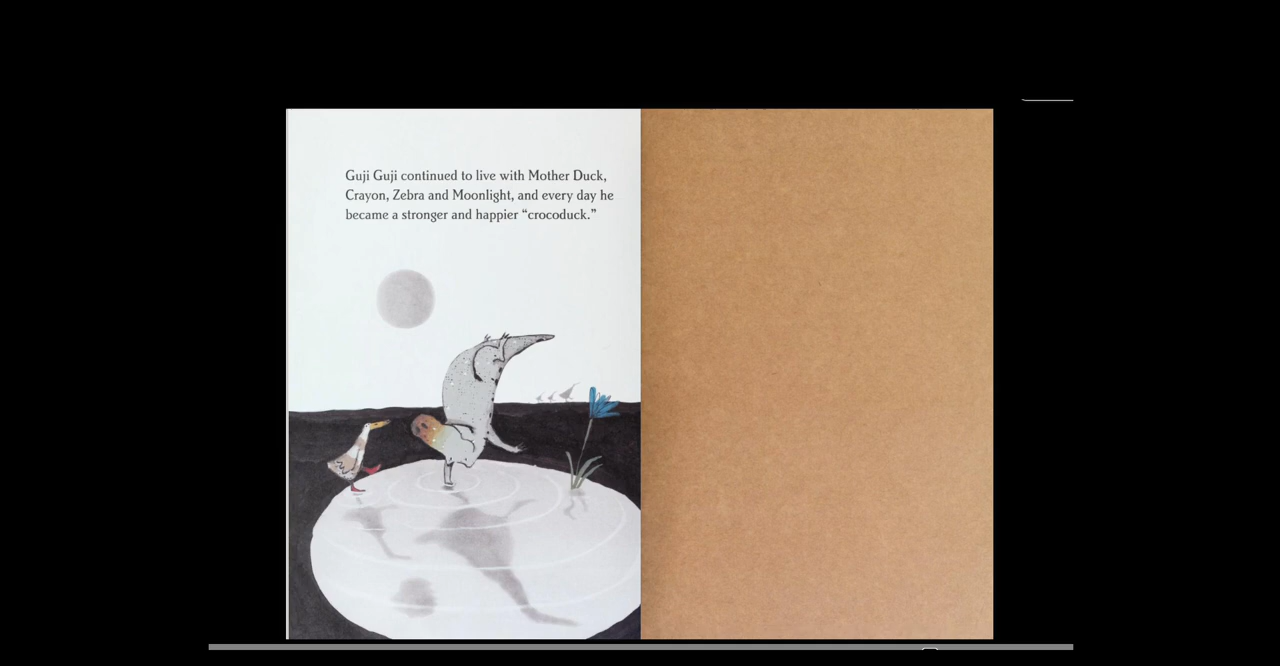 Guji Guji continued to live with Mother Duck,
Crayon, Zebra and Moonlight, and every day he
became a stronger and happier “crocoduck.”